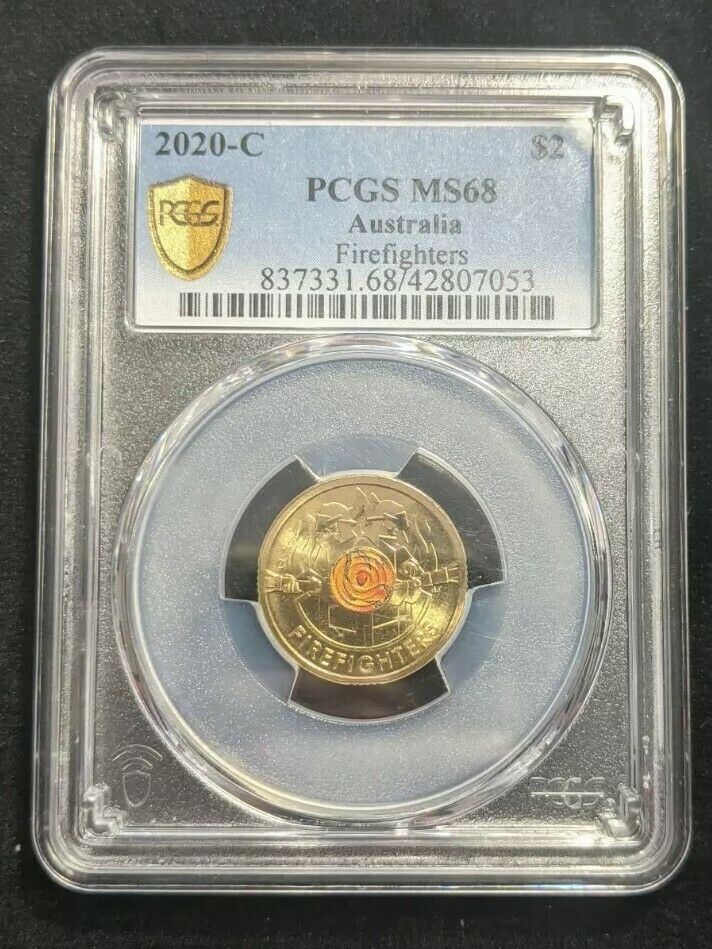 2020-C $2
PCGS PCGS MS68
Australia
Firefighters
837331.68/42807053
FIREFIGHTERS
PCGS